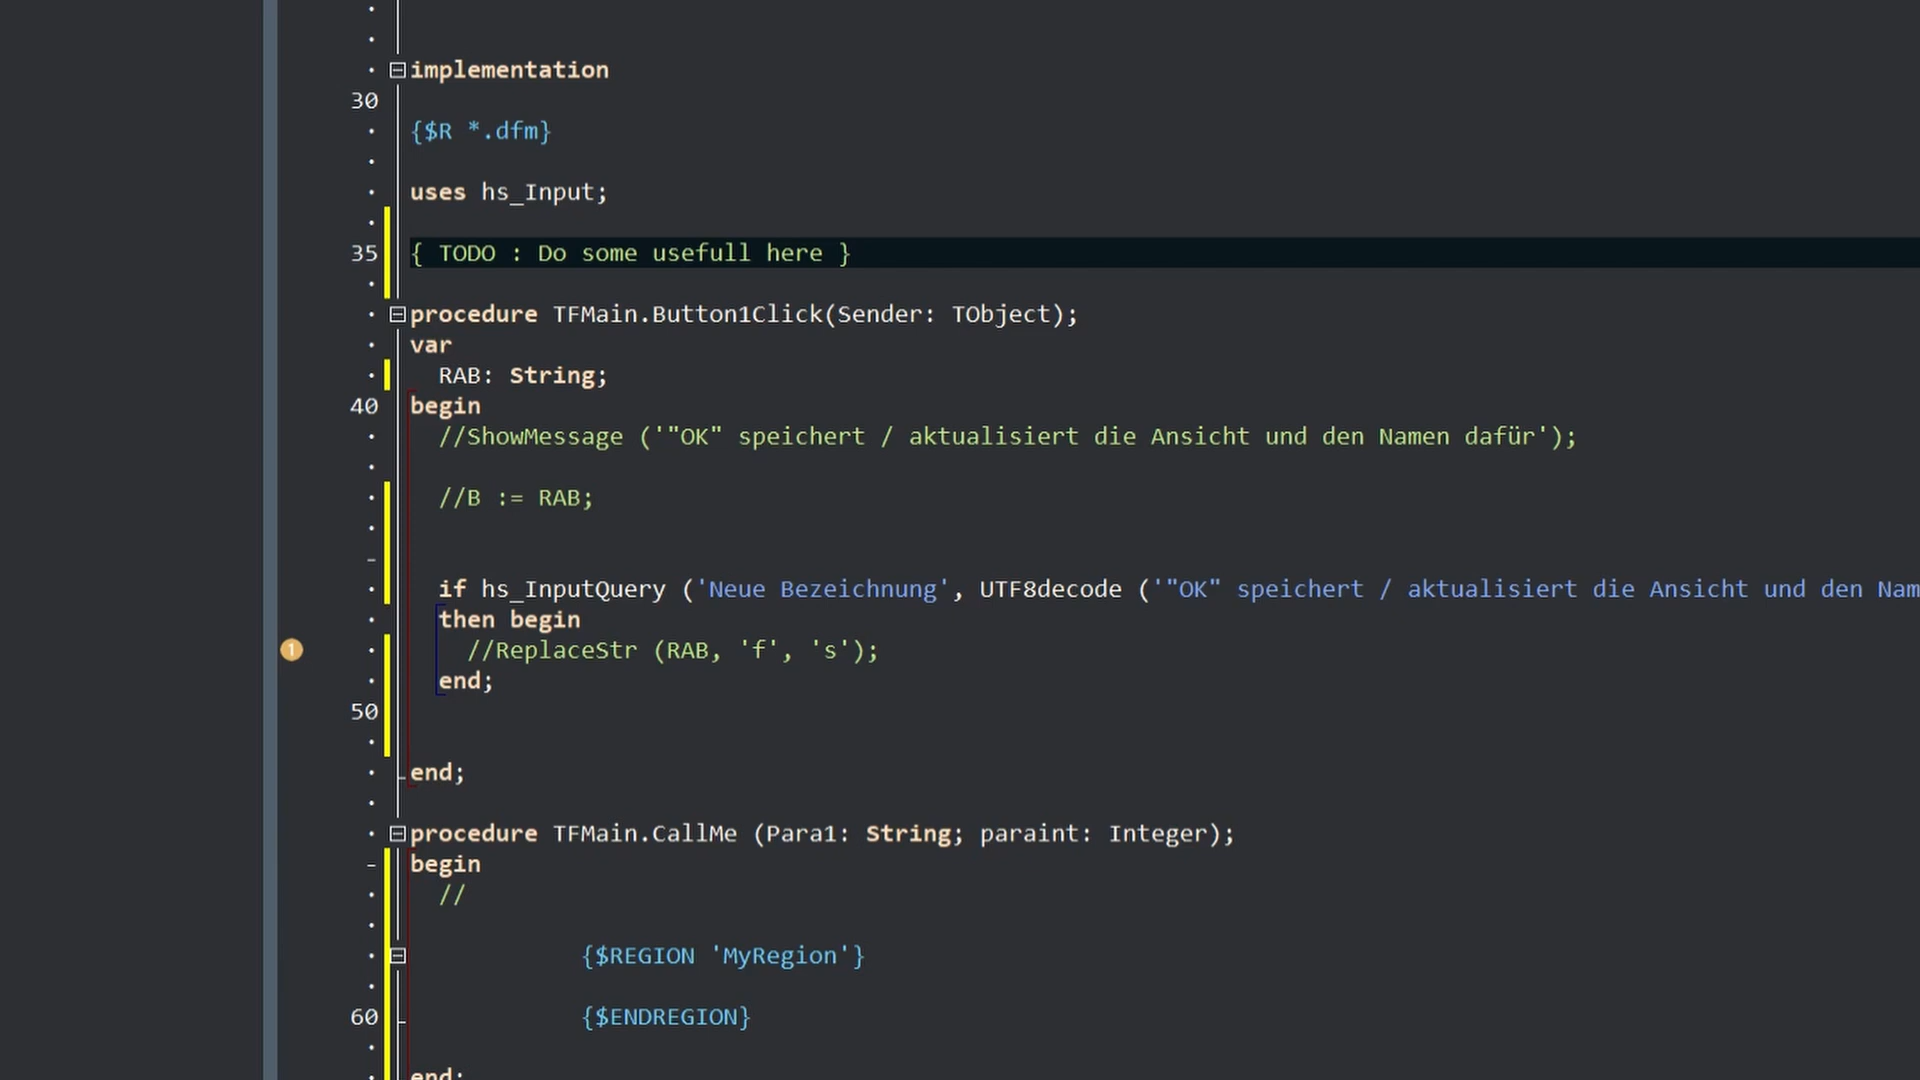 implementation
30
{$R *.dfm}
uses hs_Input;
35 { TODO : Do some usefull here }
procedure TFMain.Button1Click(Sender: TObject);
var
RAB: String;
40 begin
//ShowMessage ('"OK" speichert / aktualisiert die Ansicht und den Namen dafür');
//B := RAB;
if hs_InputQuery ('Neue Bezeichnung', UTF8decode ('"OK" speichert / aktualisiert die Ansicht und den Nam
then begin
1 //ReplaceStr (RAB, 'f', 's');
end;
50
end;
procedure TFMain.CallMe (Para1: String; paraint: Integer);
begin
//
{$REGION 'MyRegion'}
60 {$ENDREGION}
end;